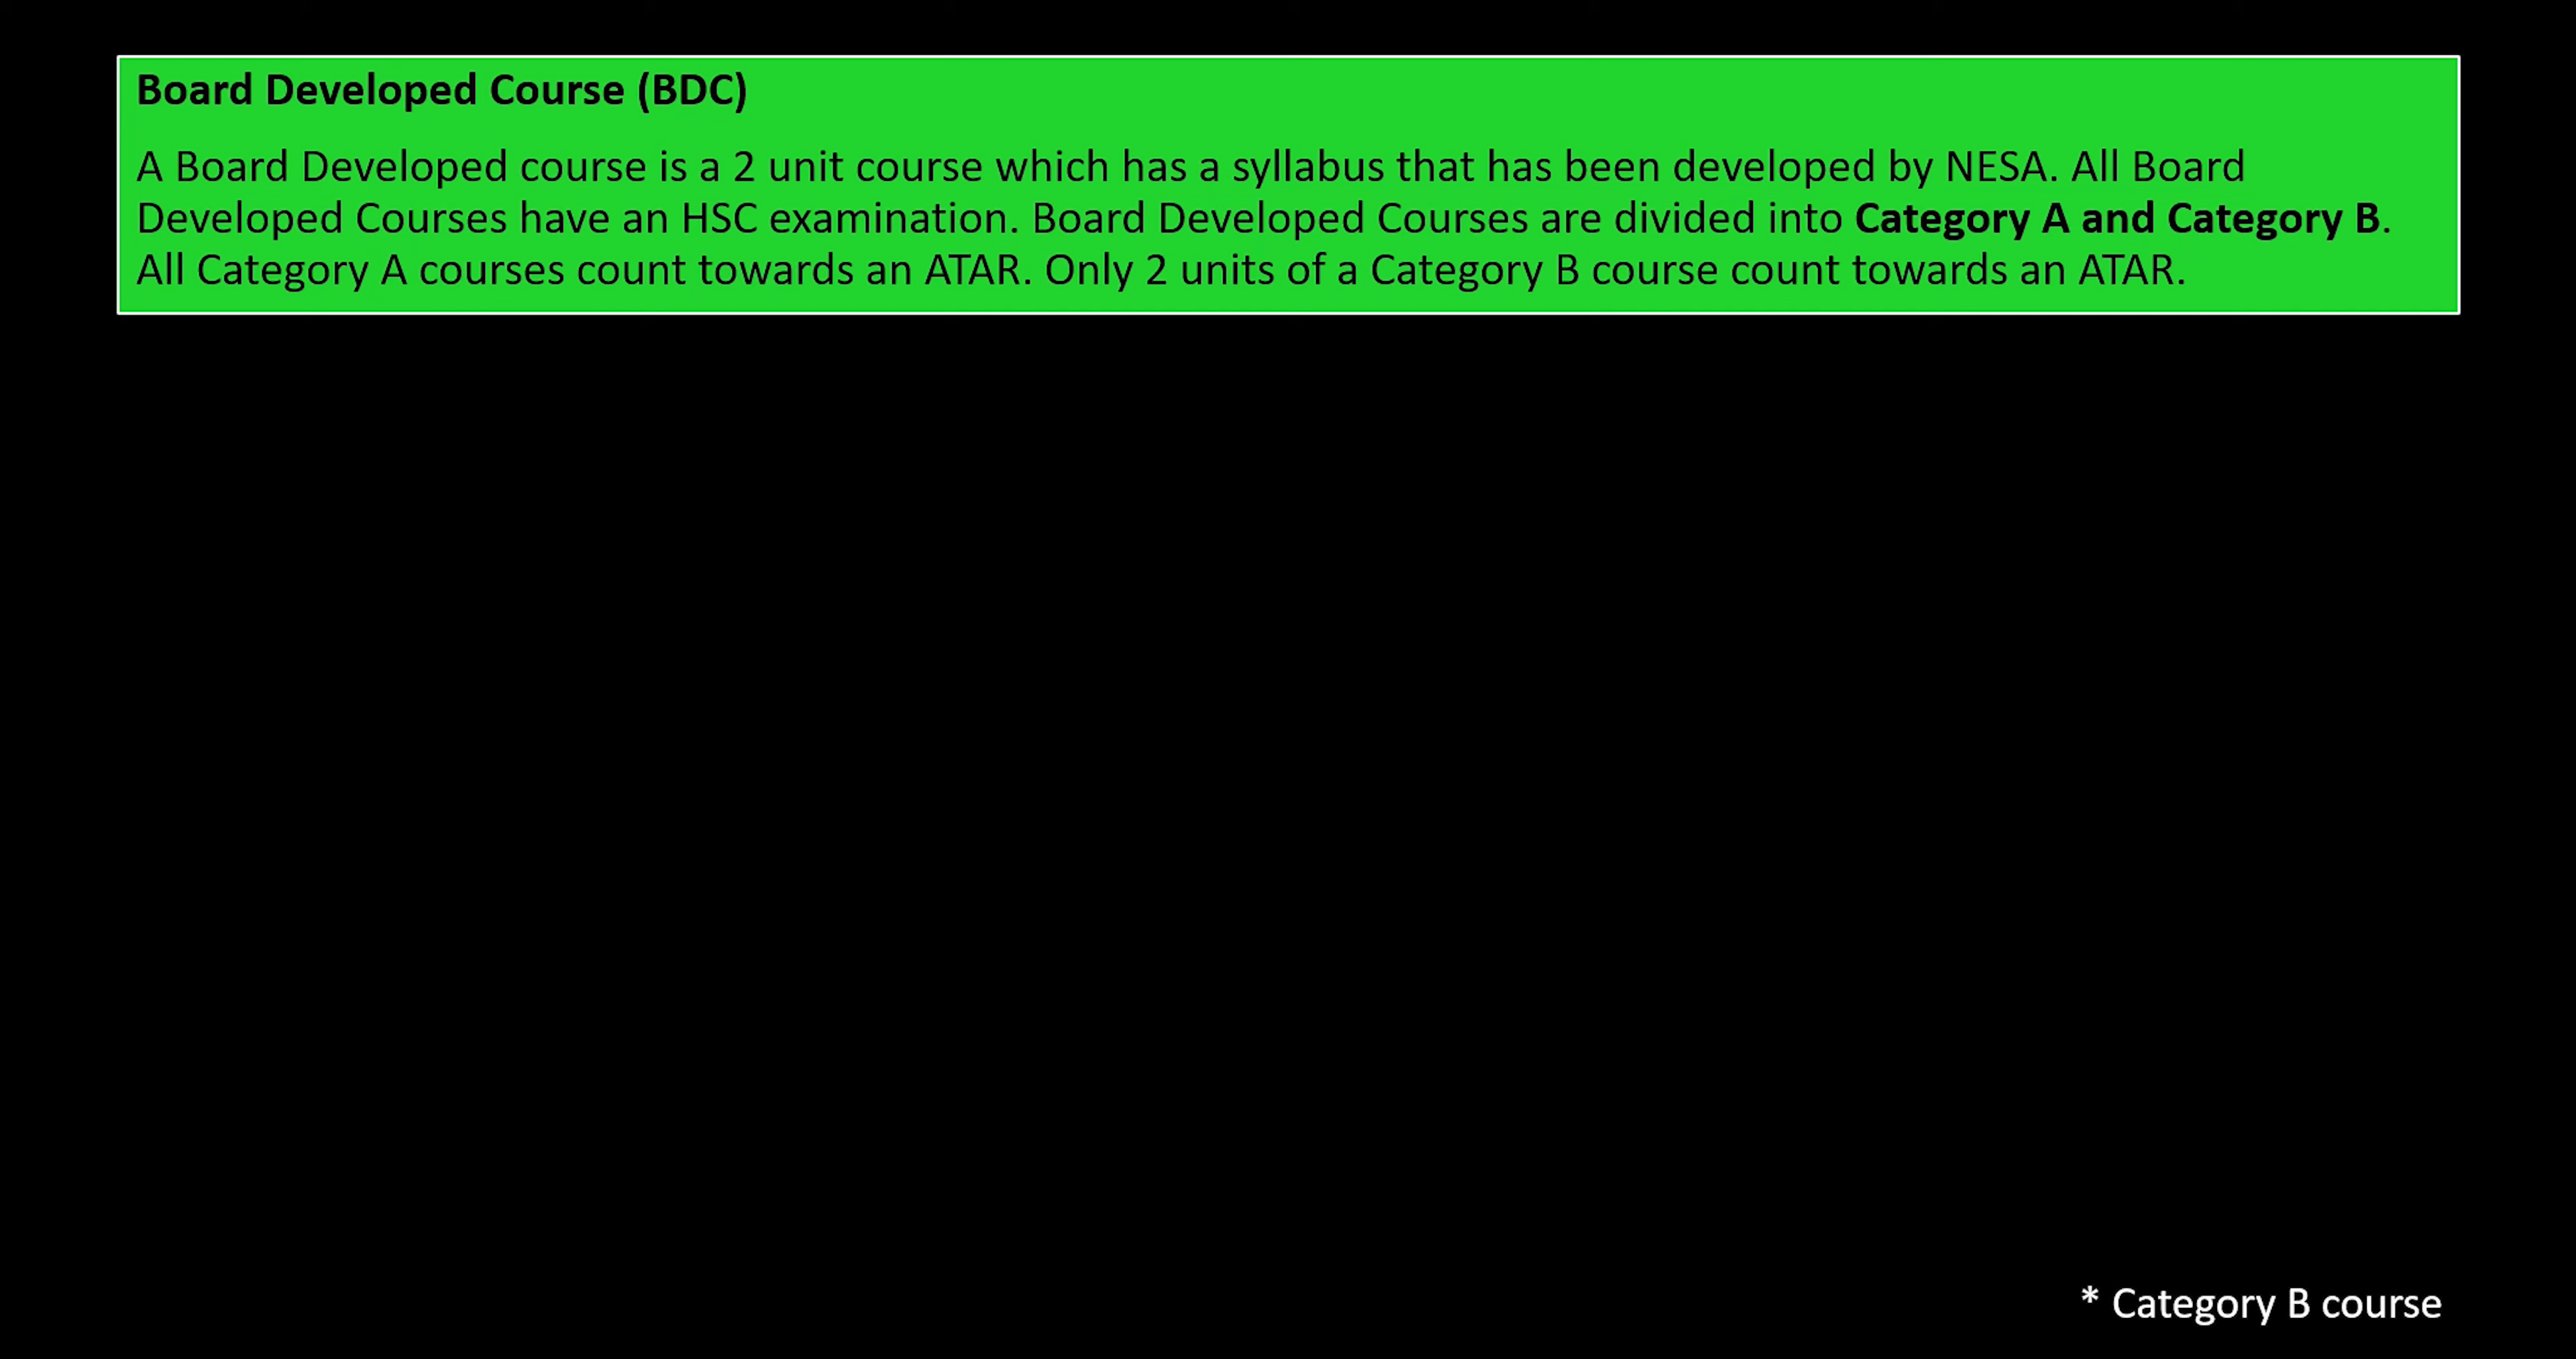 Board Developed Course (BDC)
A Board Developed course is a 2 unit course which has a syllabus that has been developed by NESA. All Board
Developed Courses have an HSC examination. Board Developed Courses are divided into Category A and Category B.
All Category A courses count towards an ATAR. Only 2 units of a Category B course count towards an ATAR.
* Category B course